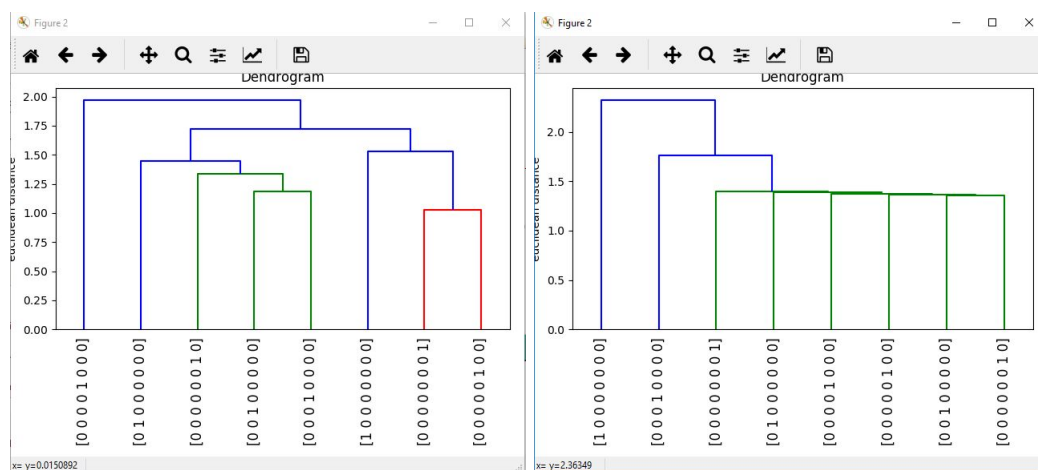 Figure 2
Dendrogram
2.00
1.75
1.50
1.25
1.00
0.75
0.50
0.25
0.00
euclidean distance
[0 0 0 0 1 0 0 0]
[0 1 0 0 0 0 0 0]
[0 0 0 0 0 0 1 0]
[0 0 0 1 0 0 0 0]
[0 0 1 0 0 0 0 0]
[1 0 0 0 0 0 0 0]
[0 0 0 0 0 0 0 1]
[0 0 0 0 0 1 0 0]
x= y=0.0150892
Figure 2
Dendrogram
2.0
1.5
1.0
0.5
0.0
euclidean distance
[1 0 0 0 0 0 0 0]
[0 0 0 1 0 0 0 0]
[0 0 0 0 0 0 0 1]
[0 1 0 0 0 0 0 0]
[0 0 0 0 1 0 0 0]
[0 0 1 0 0 0 0 0]
[0 0 0 0 0 1 0 0]
[0 0 0 0 0 0 1 0]
x= y=2.36349